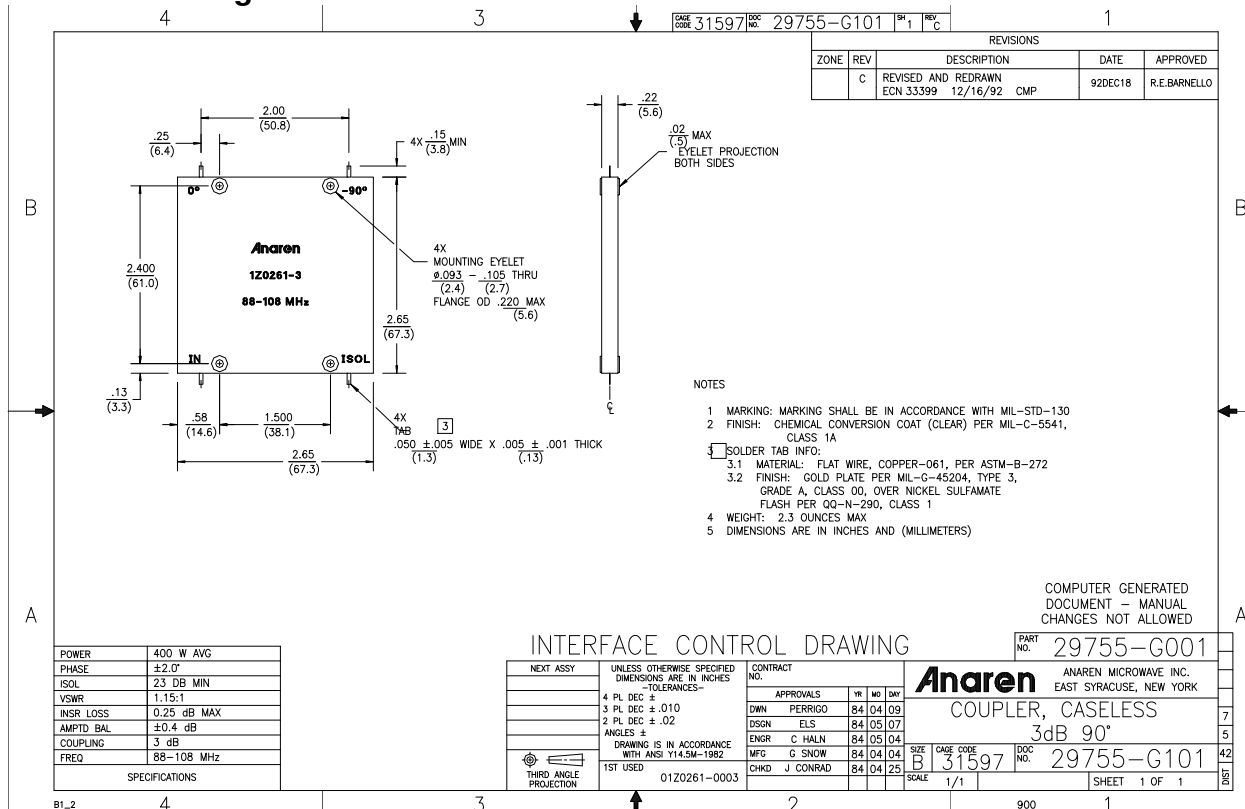 4
3
1
CAGE CODE 31597 DOC NO. 29755-G101 SH 1 REV C
REVISIONS
ZONE REV DESCRIPTION DATE APPROVED
C REVISED AND REDRAWN 92DEC18 R.E.BARNELLO
ECN 33399 12/16/92 CMP
2.00
(50.8)
.25
(6.4)
4X .15 MIN
(3.8)
.22
(5.6)
.02 MAX
(.5)
EYELET PROJECTION
BOTH SIDES
0°
-90°
B
B
Anaren
1Z0261-3
88-108 MHz
2.400
(61.0)
4X
MOUNTING EYELET
ø.093 - .105 THRU
(2.4) (2.7)
FLANGE OD .220 MAX
(5.6)
2.65
(67.3)
IN
ISOL
.13
(3.3)
.58
(14.6)
1.500
(38.1)
4X
TAB 3
.050 ±.005 WIDE X .005 ± .001 THICK
(1.3) (.13)
2.65
(67.3)
NOTES
1 MARKING: MARKING SHALL BE IN ACCORDANCE WITH MIL-STD-130
2 FINISH: CHEMICAL CONVERSION COAT (CLEAR) PER MIL-C-5541,
CLASS 1A
3 SOLDER TAB INFO:
3.1 MATERIAL: FLAT WIRE, COPPER-061, PER ASTM-B-272
3.2 FINISH: GOLD PLATE PER MIL-G-45204, TYPE 3,
GRADE A, CLASS 00, OVER NICKEL SULFAMATE
FLASH PER QQ-N-290, CLASS 1
4 WEIGHT: 2.3 OUNCES MAX
5 DIMENSIONS ARE IN INCHES AND (MILLIMETERS)
COMPUTER GENERATED
DOCUMENT - MANUAL
CHANGES NOT ALLOWED
A
A
INTERFACE CONTROL DRAWING
PART NO. 29755-G001
POWER 400 W AVG
PHASE ±2.0°
ISOL 23 DB MIN
VSWR 1.15:1
INSR LOSS 0.25 dB MAX
AMPTD BAL ±0.4 dB
COUPLING 3 dB
FREQ 88-108 MHz
SPECIFICATIONS
NEXT ASSY
THIRD ANGLE
PROJECTION
UNLESS OTHERWISE SPECIFIED
DIMENSIONS ARE IN INCHES
-TOLERANCES-
4 PL DEC ±
3 PL DEC ± .010
2 PL DEC ± .02
ANGLES ±
DRAWING IS IN ACCORDANCE
WITH ANSI Y14.5M-1982
1ST USED
01Z0261-0003
CONTRACT
NO.
APPROVALS YR MO DAY
DWN PERRIGO 84 04 09
DSGN ELS 84 05 07
ENGR C HALN 84 05 04
MFG G SNOW 84 04 04
CHKD J CONRAD 84 04 25
Anaren
ANAREN MICROWAVE INC.
EAST SYRACUSE, NEW YORK
COUPLER, CASELESS
3dB 90°
SIZE B CAGE CODE 31597 DOC NO. 29755-G101
SCALE 1/1 SHEET 1 OF 1
7
5
42
DIST
B1_2
4
3
2
900
1